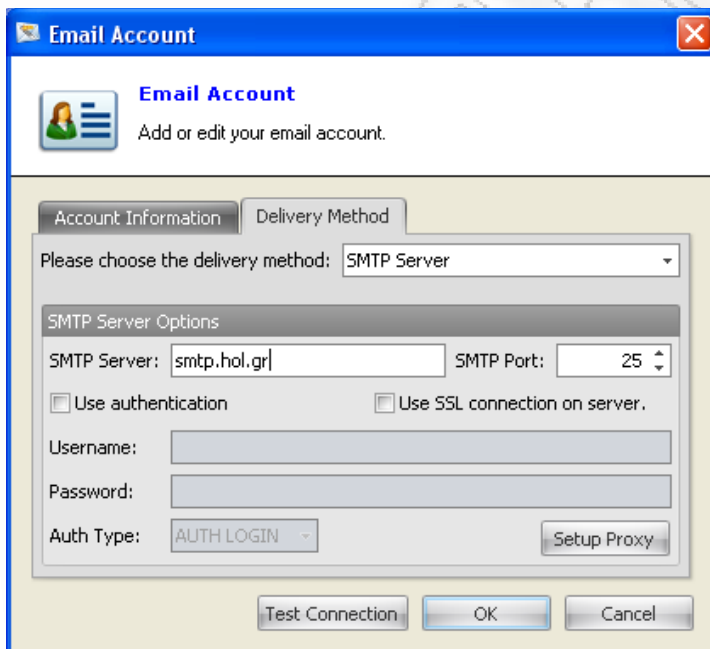 Email Account
Email Account
Add or edit your email account.
Account Information Delivery Method
Please choose the delivery method: SMTP Server
SMTP Server Options
SMTP Server: smtp.hol.gr SMTP Port: 25
Use authentication Use SSL connection on server.
Username:
Password:
Auth Type: AUTH LOGIN Setup Proxy
Test Connection OK Cancel